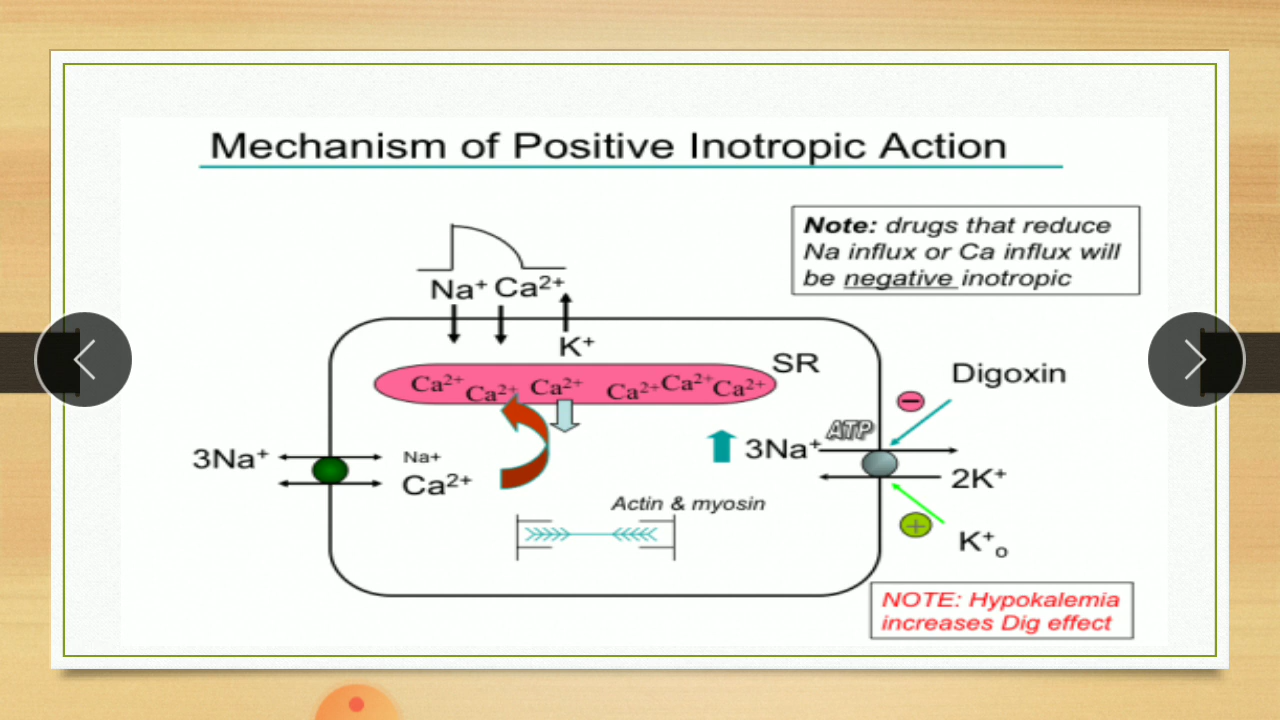 Mechanism of Positive Inotropic Action
Note: drugs that reduce
Na influx or Ca influx will
be negative inotropic
Na⁺ Ca²⁺
K⁺
SR
Ca²⁺ Ca²⁺ Ca²⁺ Ca²⁺ Ca²⁺ Ca²⁺
Digoxin
−
ATP
3Na⁺
Na+
Ca²⁺
3Na⁺
2K⁺
Actin & myosin
+
K⁺ₒ
NOTE: Hypokalemia
increases Dig effect